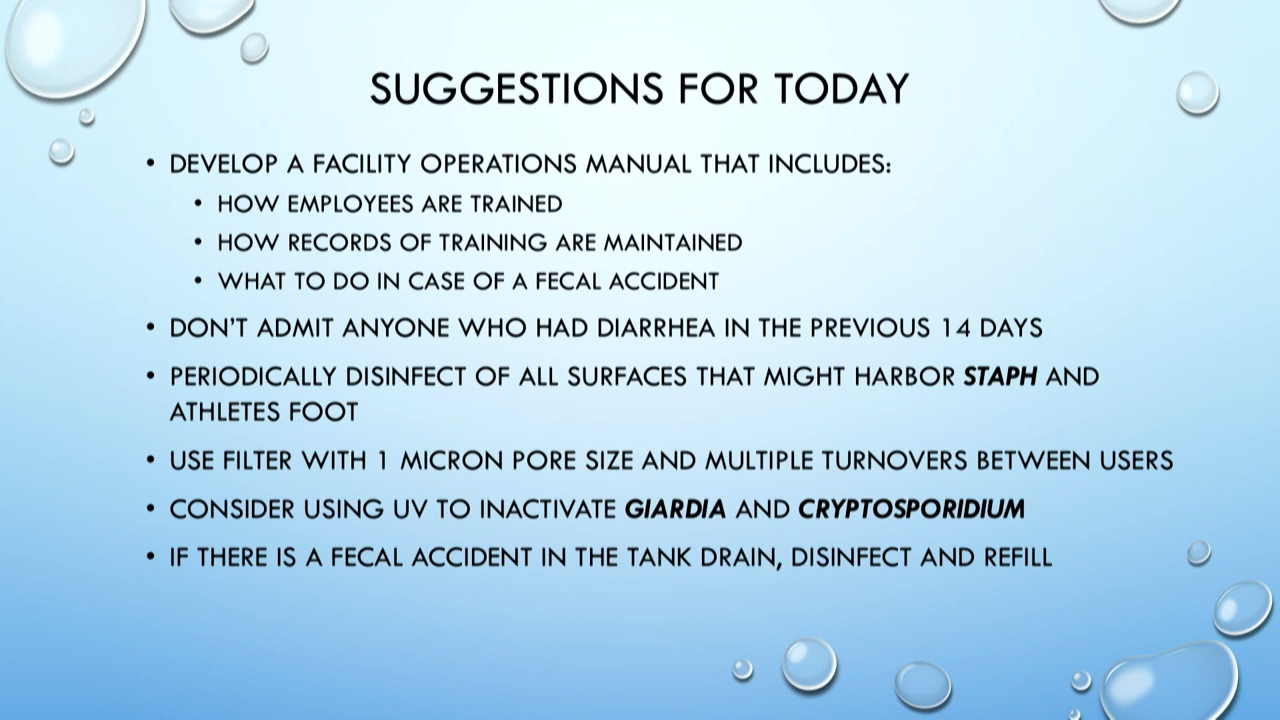 SUGGESTIONS FOR TODAY
• DEVELOP A FACILITY OPERATIONS MANUAL THAT INCLUDES:
• HOW EMPLOYEES ARE TRAINED
• HOW RECORDS OF TRAINING ARE MAINTAINED
• WHAT TO DO IN CASE OF A FECAL ACCIDENT
• DON'T ADMIT ANYONE WHO HAD DIARRHEA IN THE PREVIOUS 14 DAYS
• PERIODICALLY DISINFECT OF ALL SURFACES THAT MIGHT HARBOR STAPH AND
ATHLETES FOOT
• USE FILTER WITH 1 MICRON PORE SIZE AND MULTIPLE TURNOVERS BETWEEN USERS
• CONSIDER USING UV TO INACTIVATE GIARDIA AND CRYPTOSPORIDIUM
• IF THERE IS A FECAL ACCIDENT IN THE TANK DRAIN, DISINFECT AND REFILL